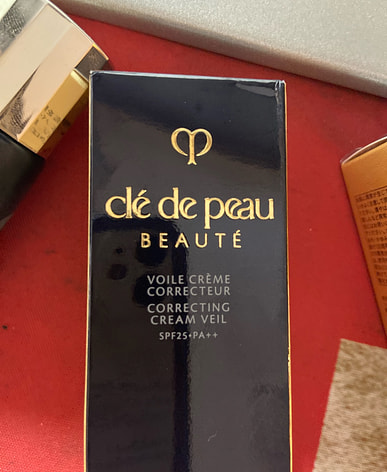 clé de peau
BEAUTÉ
VOILE CRÈME
CORRECTEUR
CORRECTING
CREAM VEIL
SPF25•PA++